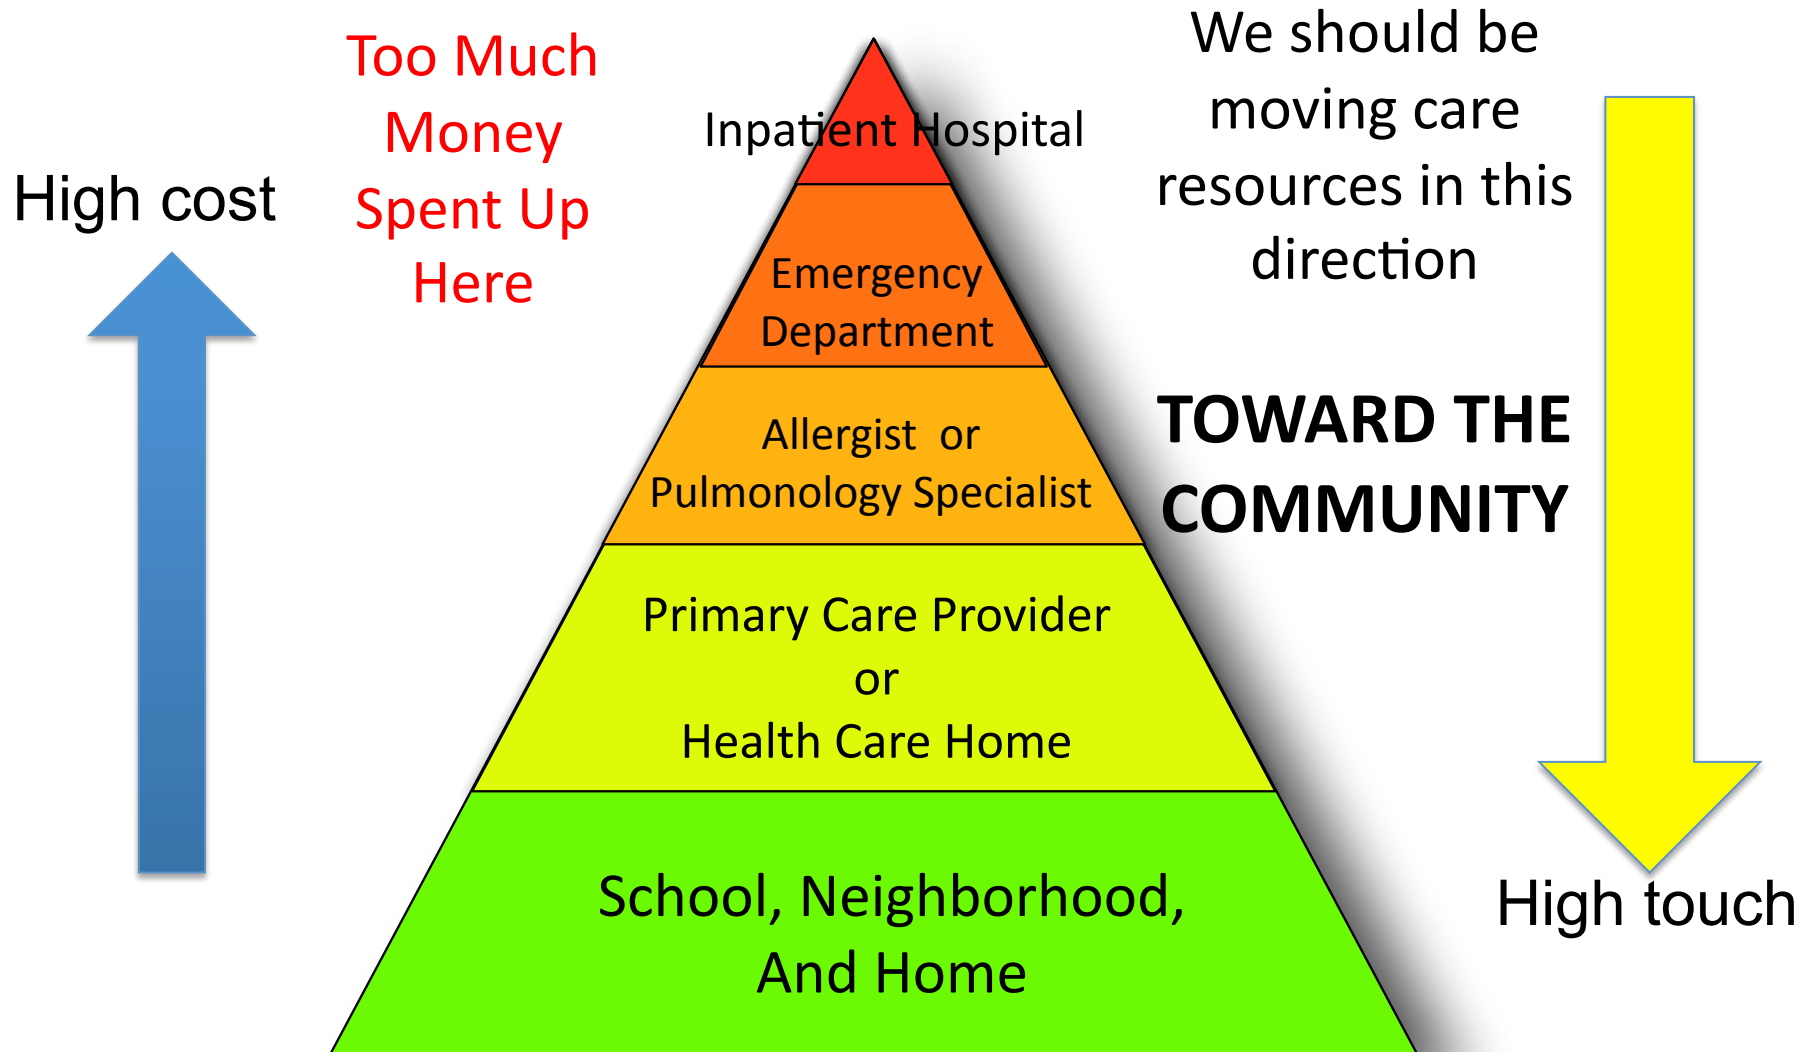 High cost
Too Much
Money
Spent Up
Here
Inpatient Hospital
Emergency
Department
Allergist or
Pulmonology Specialist
Primary Care Provider
or
Health Care Home
School, Neighborhood,
And Home
We should be
moving care
resources in this
direction
TOWARD THE
COMMUNITY
High touch